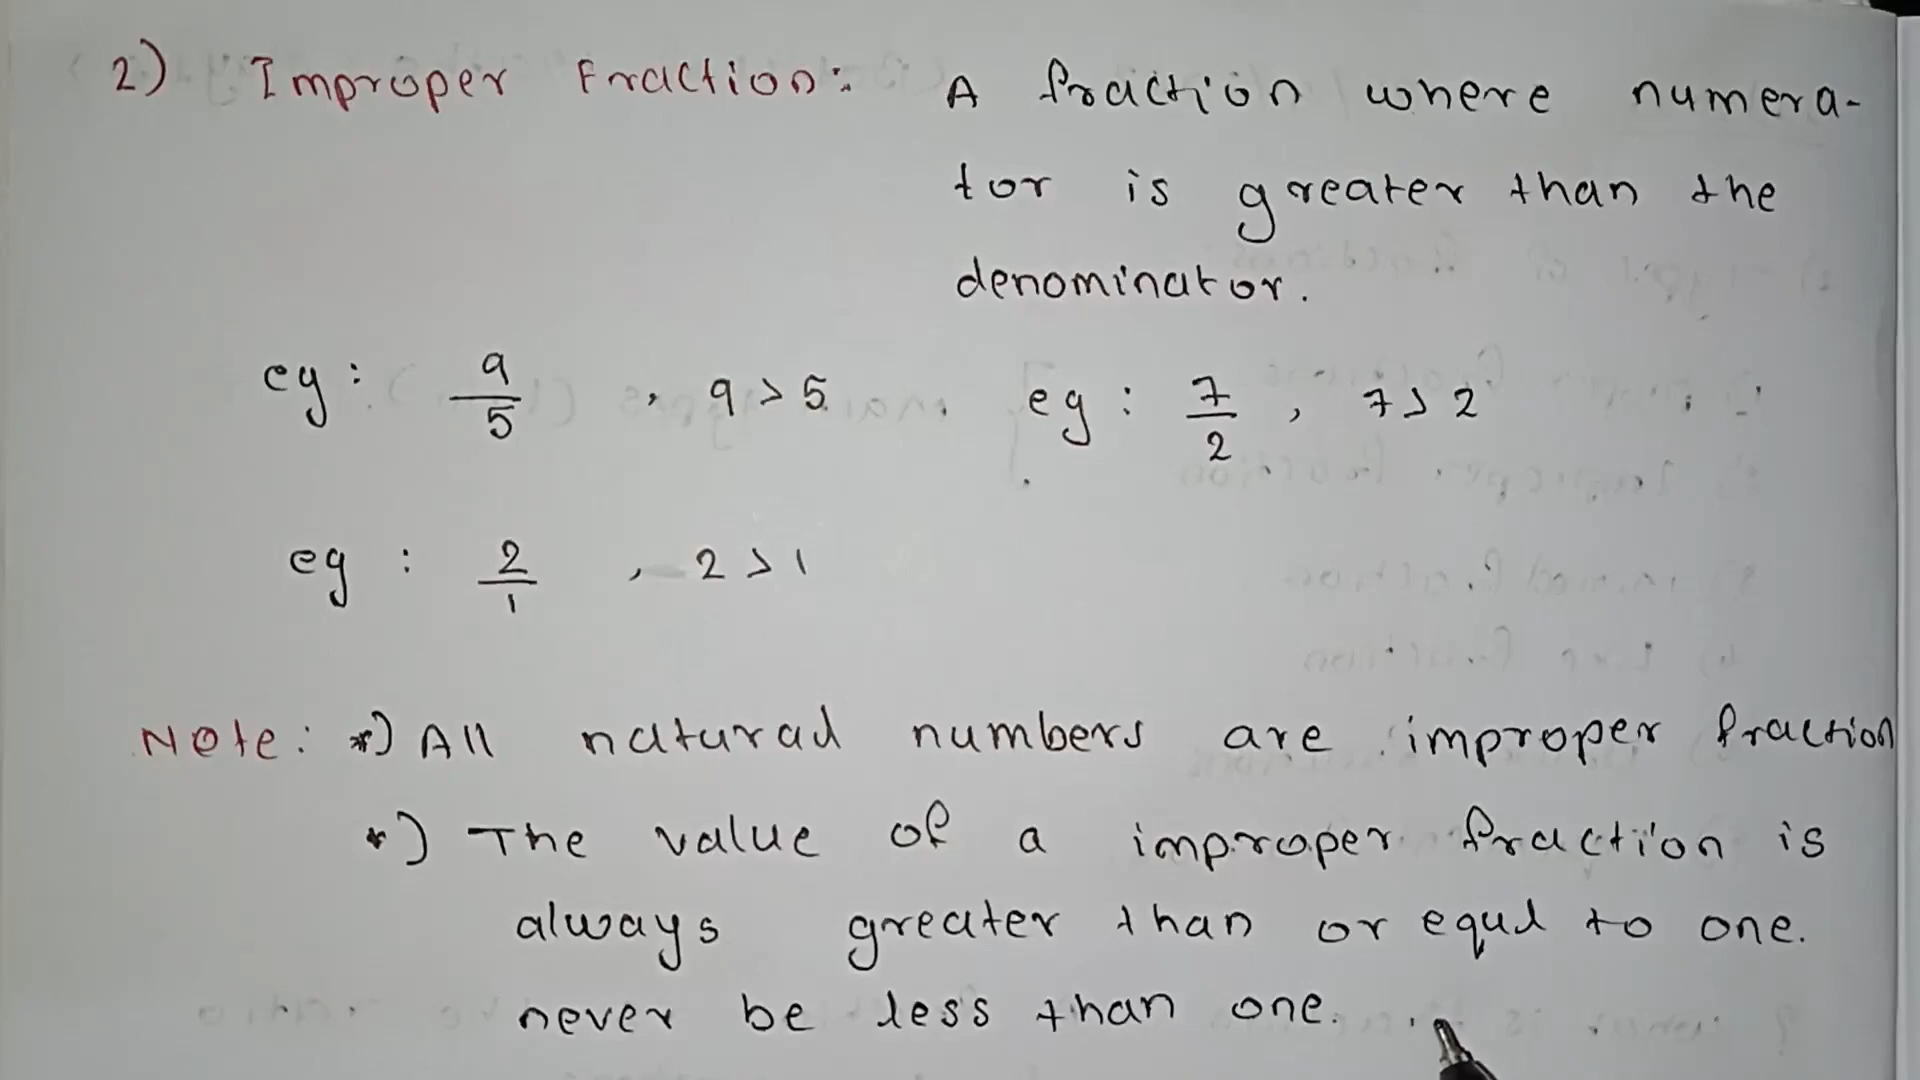 2) Improper Fraction: A fraction where numera-
tor is greater than the
denominator.
eg: 9/5 , 9 > 5 eg: 7/2 , 7 > 2
eg : 2/1 , 2 > 1
Note: *) All natural numbers are improper fraction
*) The value of a improper fraction is
always greater than or equal to one.
never be less than one.